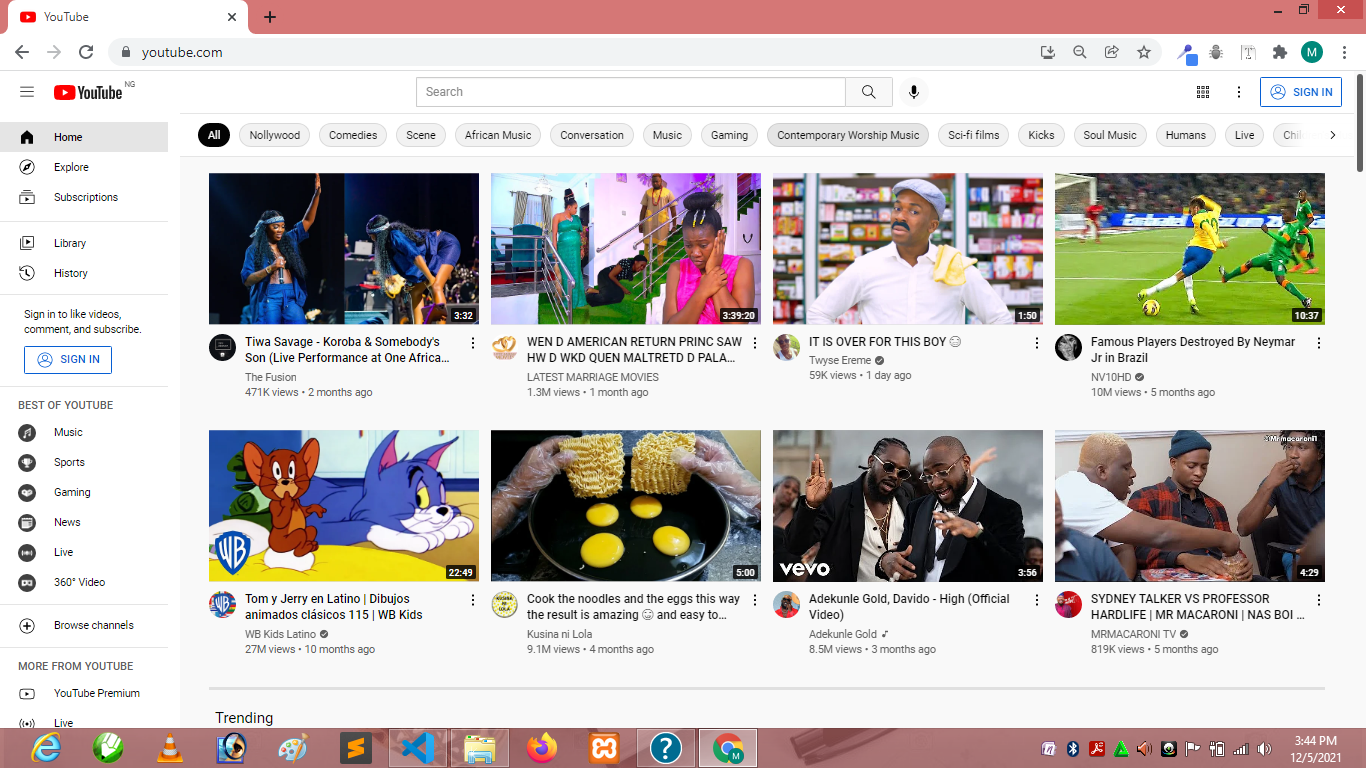 YouTube
youtube.com
M
YouTube NG
Search
SIGN IN
Home
Explore
Subscriptions
Library
History
Sign in to like videos,
comment, and subscribe.
SIGN IN
BEST OF YOUTUBE
Music
Sports
Gaming
News
Live
360° Video
Browse channels
MORE FROM YOUTUBE
YouTube Premium
Live
All Nollywood Comedies Scene African Music Conversation Music Gaming Contemporary Worship Music Sci-fi films Kicks Soul Music Humans Live
3:32
Tiwa Savage - Koroba & Somebody's
Son (Live Performance at One Africa...
The Fusion
471K views • 2 months ago
3:39:20
WEN D AMERICAN RETURN PRINC SAW
HW D WKD QUEN MALTRETD D PALA...
LATEST MARRIAGE MOVIES
1.3M views • 1 month ago
1:50
IT IS OVER FOR THIS BOY
Twyse Ereme
59K views • 1 day ago
10:37
Famous Players Destroyed By Neymar
Jr in Brazil
NV10HD
10M views • 5 months ago
WB
22:49
Tom y Jerry en Latino | Dibujos
animados clásicos 115 | WB Kids
WB Kids Latino
27M views • 10 months ago
5:00
KUSINA NI LOLA
Cook the noodles and the eggs this way
the result is amazing 😋 and easy to...
Kusina ni Lola
9.1M views • 4 months ago
vevo
3:56
Adekunle Gold, Davido - High (Official
Video)
Adekunle Gold
8.5M views • 3 months ago
@Mrmacaroni1
4:29
SYDNEY TALKER VS PROFESSOR
HARDLIFE | MR MACARONI | NAS BOI ...
MRMACARONI TV
819K views • 5 months ago
Trending
3:44 PM
12/5/2021